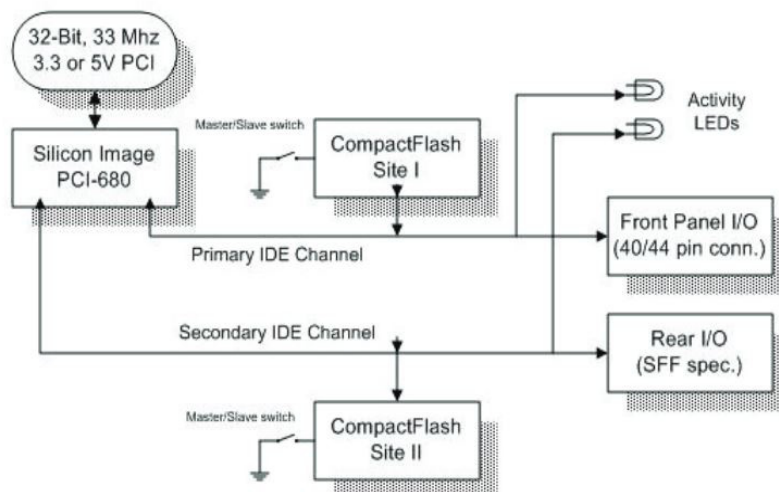 32-Bit, 33 Mhz
3.3 or 5V PCI
Silicon Image
PCI-680
Master/Slave switch
CompactFlash
Site I
Activity
LEDs
Primary IDE Channel
Front Panel I/O
(40/44 pin conn.)
Secondary IDE Channel
Rear I/O
(SFF spec.)
Master/Slave switch
CompactFlash
Site II